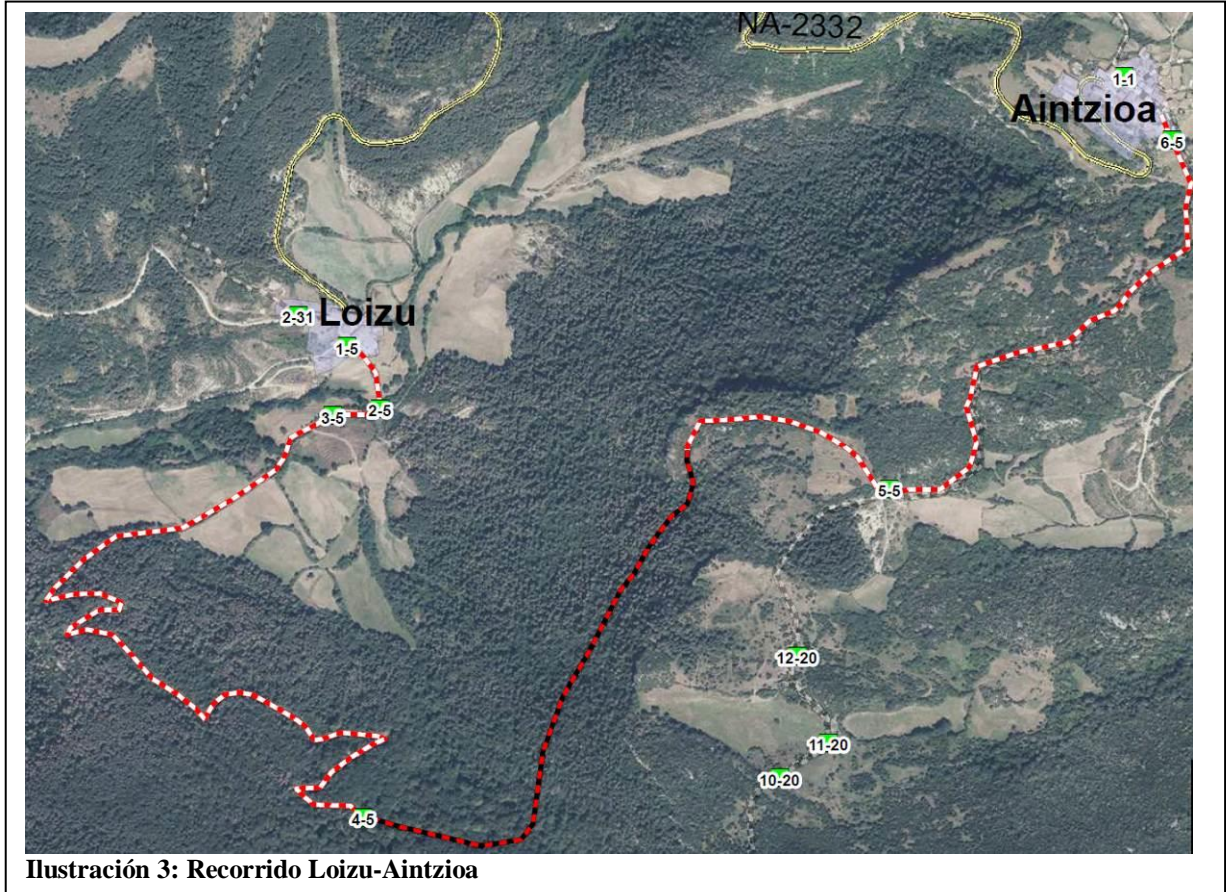 NA-2332
1-1
Aintzioa
6-5
2-31
Loizu
1-5
3-5
2-5
5-5
12-20
11-20
10-20
4-5
Ilustración 3: Recorrido Loizu-Aintzioa